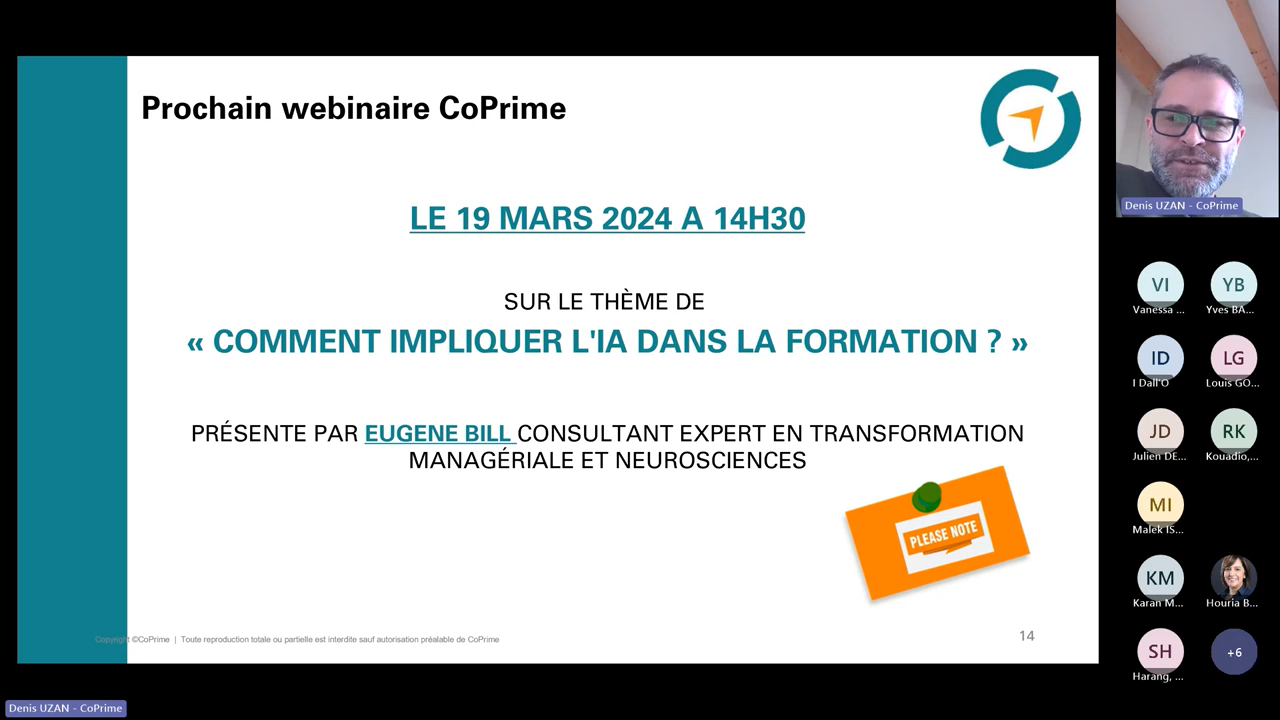 Prochain webinaire CoPrime
LE 19 MARS 2024 A 14H30
SUR LE THÈME DE
« COMMENT IMPLIQUER L'IA DANS LA FORMATION ? »
PRÉSENTE PAR EUGENE BILL CONSULTANT EXPERT EN TRANSFORMATION
MANAGÉRIALE ET NEUROSCIENCES
PLEASE NOTE
Copyright ©CoPrime | Toute reproduction totale ou partielle est interdite sauf autorisation préalable de CoPrime
14
Denis UZAN - CoPrime
Denis UZAN - CoPrime
VI
YB
Vanessa ...
Yves BA...
ID
LG
I Dall'O
Louis GO...
JD
RK
Julien DE...
Kouadio,...
MI
Malek IS...
KM
Karan M...
Houria B...
SH
+6
Harang, ...